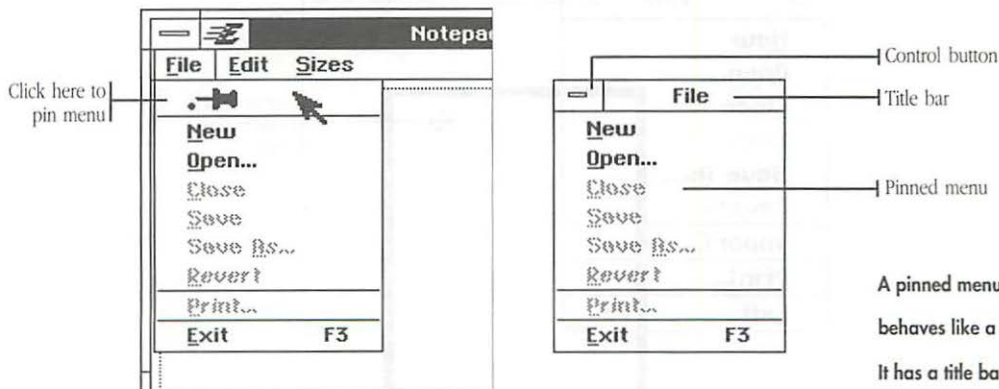 Notepa
File Edit Sizes
Click here to
pin menu
New
Open...
Close
Save
Save As...
Revert
Print...
Exit F3
Control button
File
Title bar
New
Open...
Close
Pinned menu
Save
Save As...
Revert
Print...
Exit F3
A pinned menu
behaves like a
It has a title ba